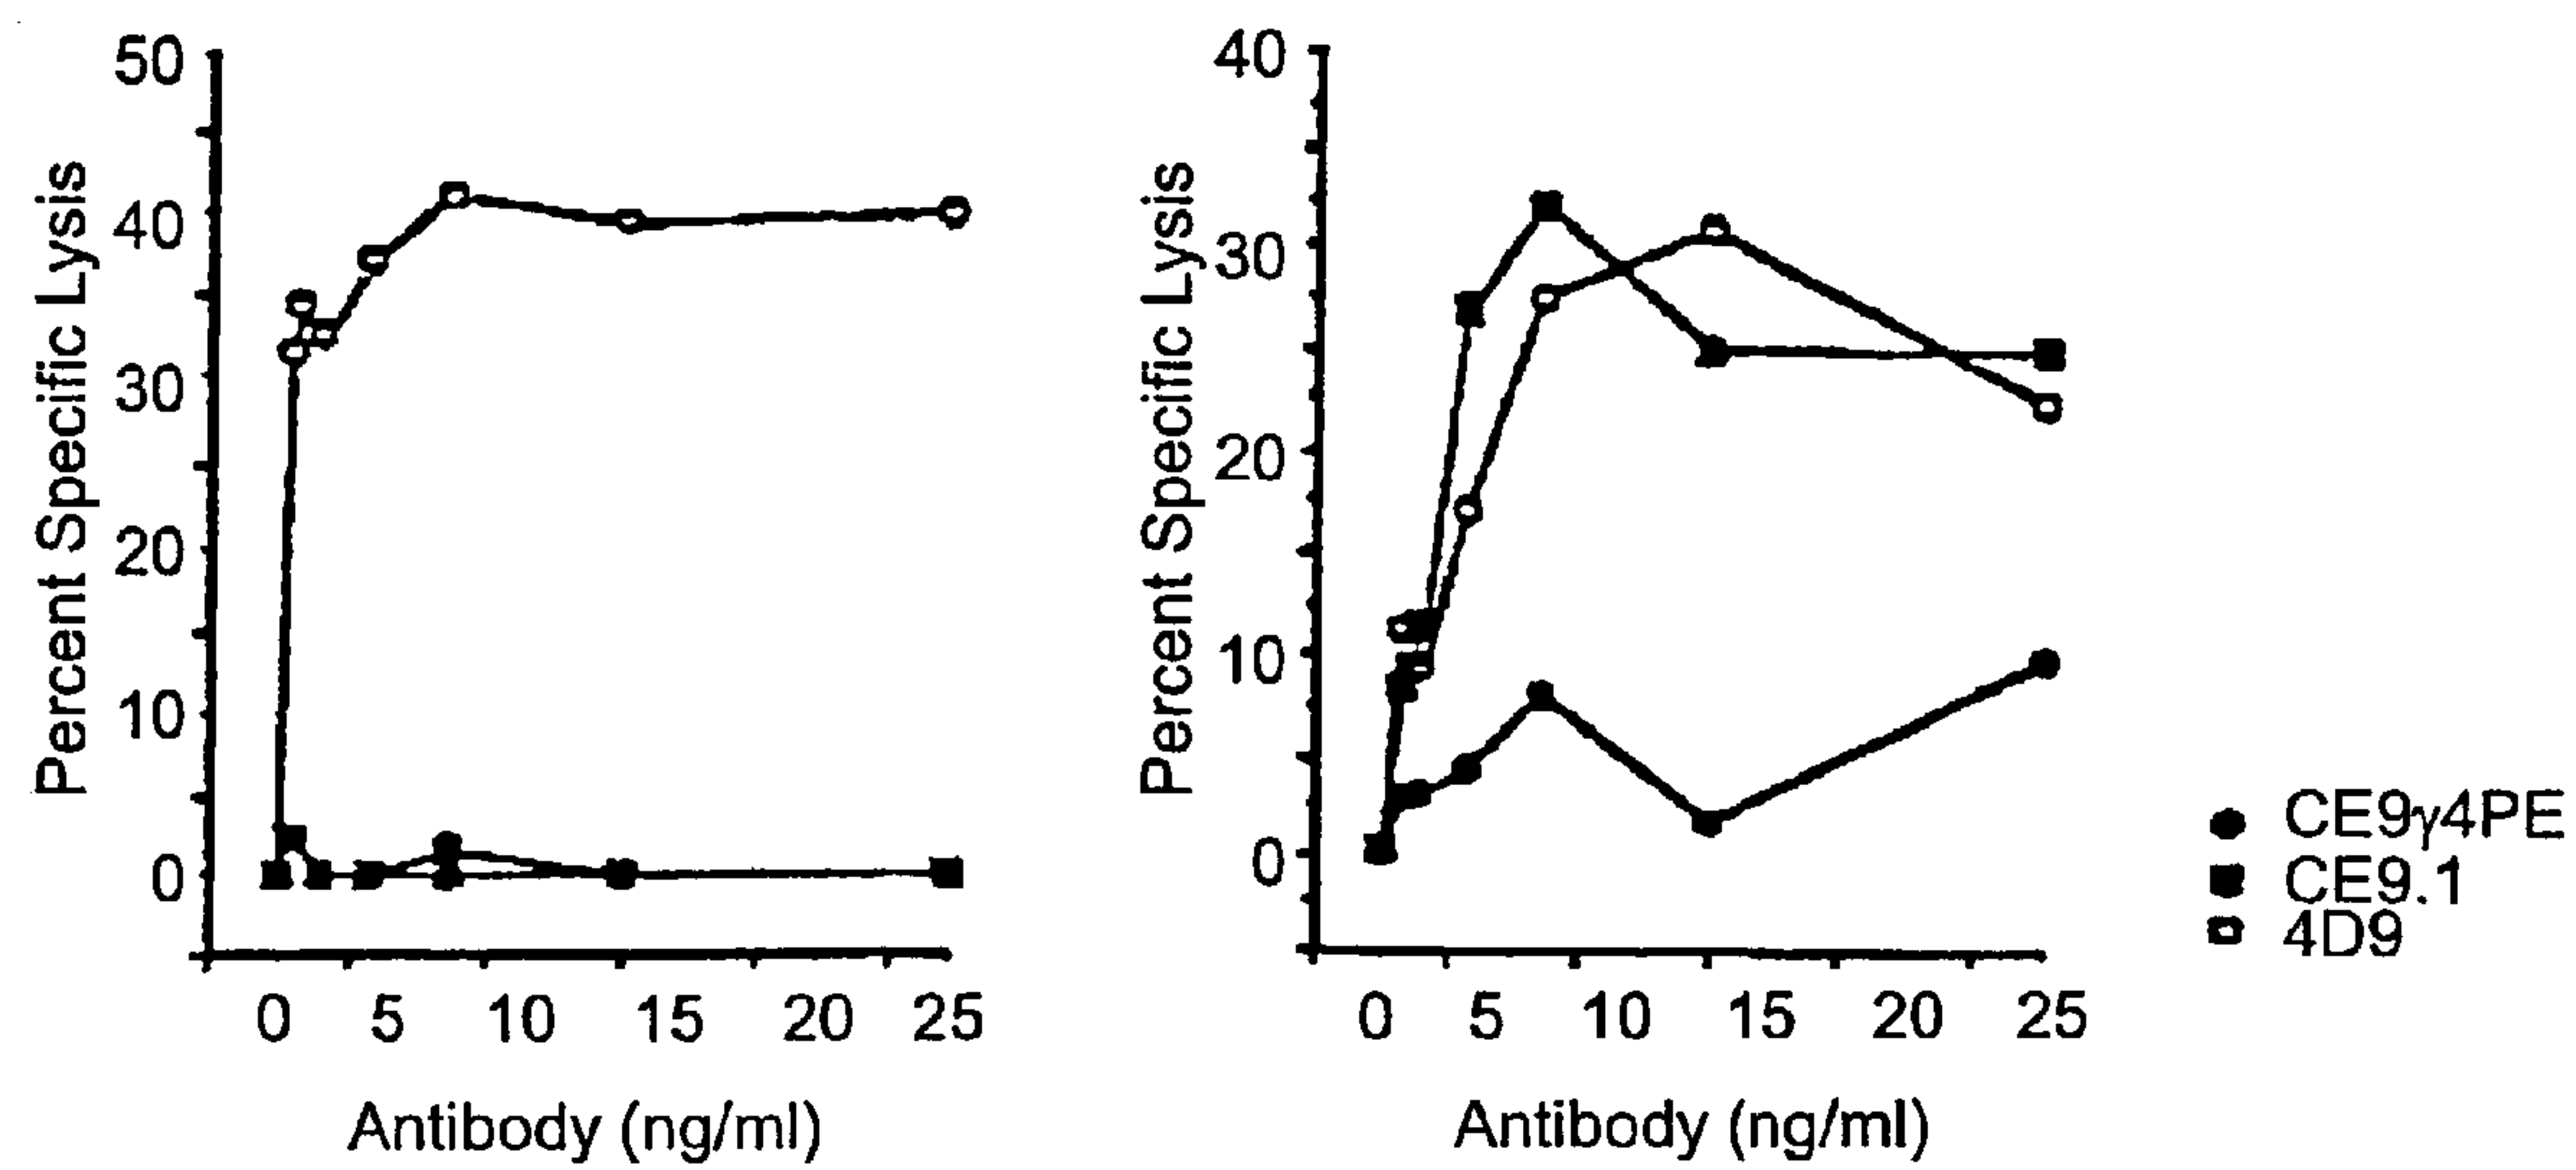 Percent Specific Lysis
50
40
30
20
10
0
0 5 10 15 20 25
Antibody (ng/ml)
Percent Specific Lysis
40
30
20
10
0
0 5 10 15 20 25
Antibody (ng/ml)
CE9γ4PE
CE9.1
4D9